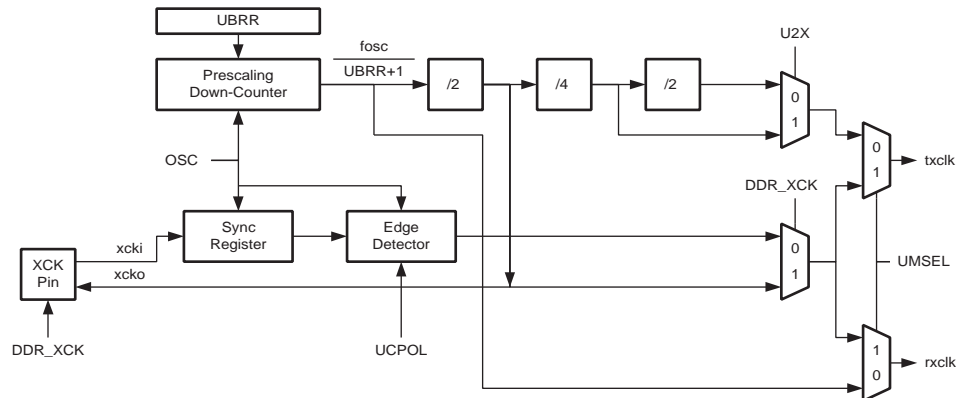 UBRR
fosc
UBRR+1
U2X
Prescaling
Down-Counter
/2
/4
/2
0
1
OSC
0
1
txclk
DDR_XCK
xcki
Sync
Register
Edge
Detector
0
1
UMSEL
XCK
Pin
xcko
DDR_XCK
UCPOL
1
0
rxclk